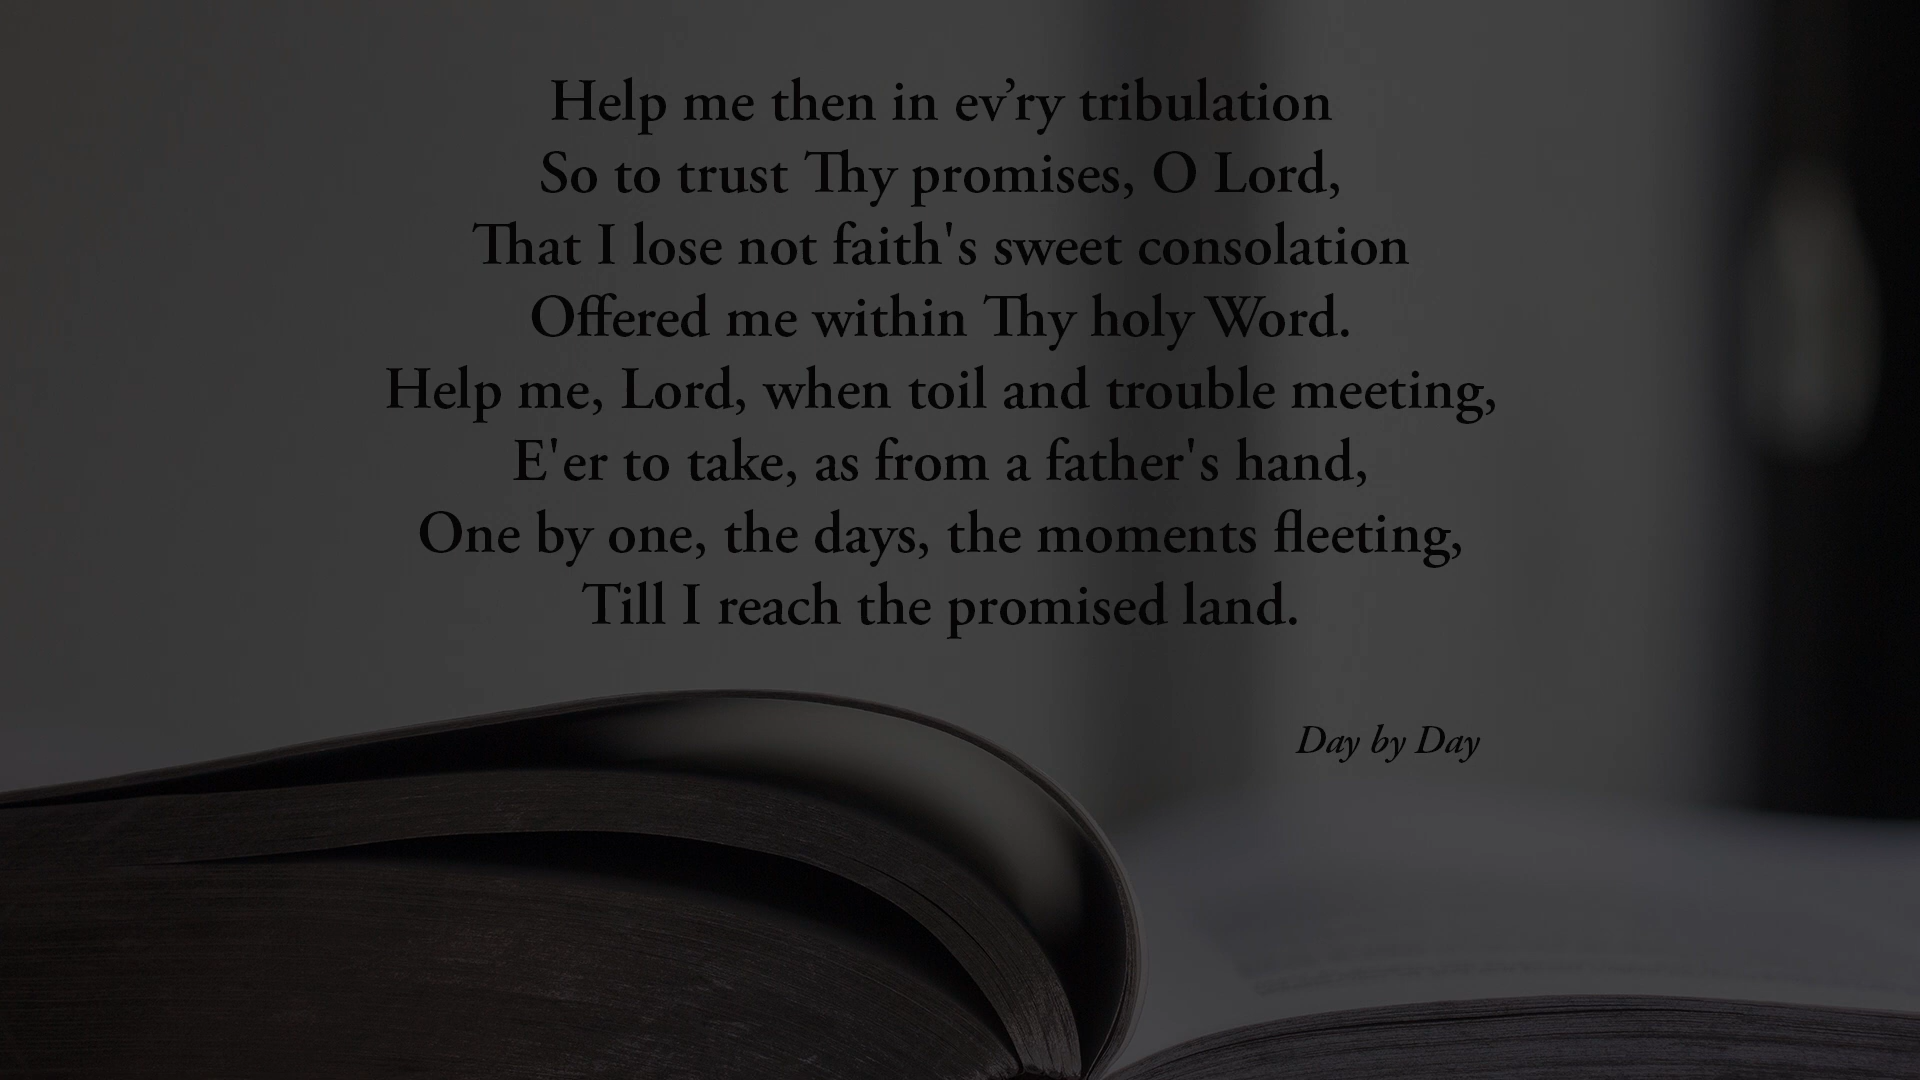 Help me then in ev’ry tribulation
So to trust Thy promises, O Lord,
That I lose not faith's sweet consolation
Offered me within Thy holy Word.
Help me, Lord, when toil and trouble meeting,
E'er to take, as from a father's hand,
One by one, the days, the moments fleeting,
Till I reach the promised land.
Day by Day